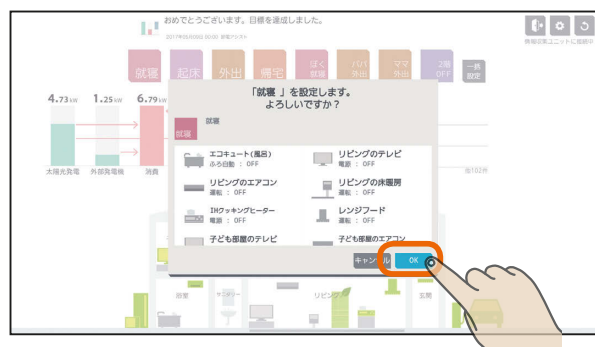 おめでとうございます。目標を達成しました。
就寝 起床 外出 帰宅 ぼく就寝 パパ外出 ママ外出 2階OFF 一括設定
4.73kW 1.25kW 6.79kW
太陽光発電 外部発電機 消費
「就寝 」を設定します。
よろしいですか？
就寝
就寝
エコキュート(風呂)
ふろ自動 : OFF
リビングのテレビ
電源 : OFF
リビングのエアコン
運転 : OFF
リビングの床暖房
運転 : OFF
IHクッキングヒーター
電源 : OFF
レンジフード
運転 : OFF
子ども部屋のテレビ
子ども部屋のエアコン
キャンセル OK
リビング 玄関